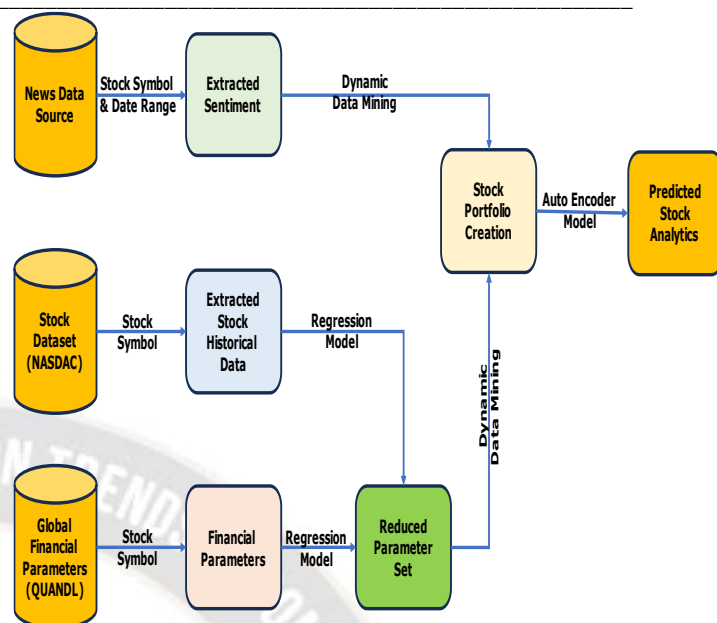 News Data
Source
Stock Symbol
& Date Range
Extracted
Sentiment
Dynamic
Data Mining
Stock
Portfolio
Creation
Auto Encoder
Model
Predicted
Stock
Analytics
Stock
Dataset
(NASDAC)
Stock
Symbol
Extracted
Stock
Historical
Data
Regression
Model
Dynamic
Data Mining
Global
Financial
Parameters
(QUANDL)
Stock
Symbol
Financial
Parameters
Regression
Model
Reduced
Parameter
Set
N TRENDS